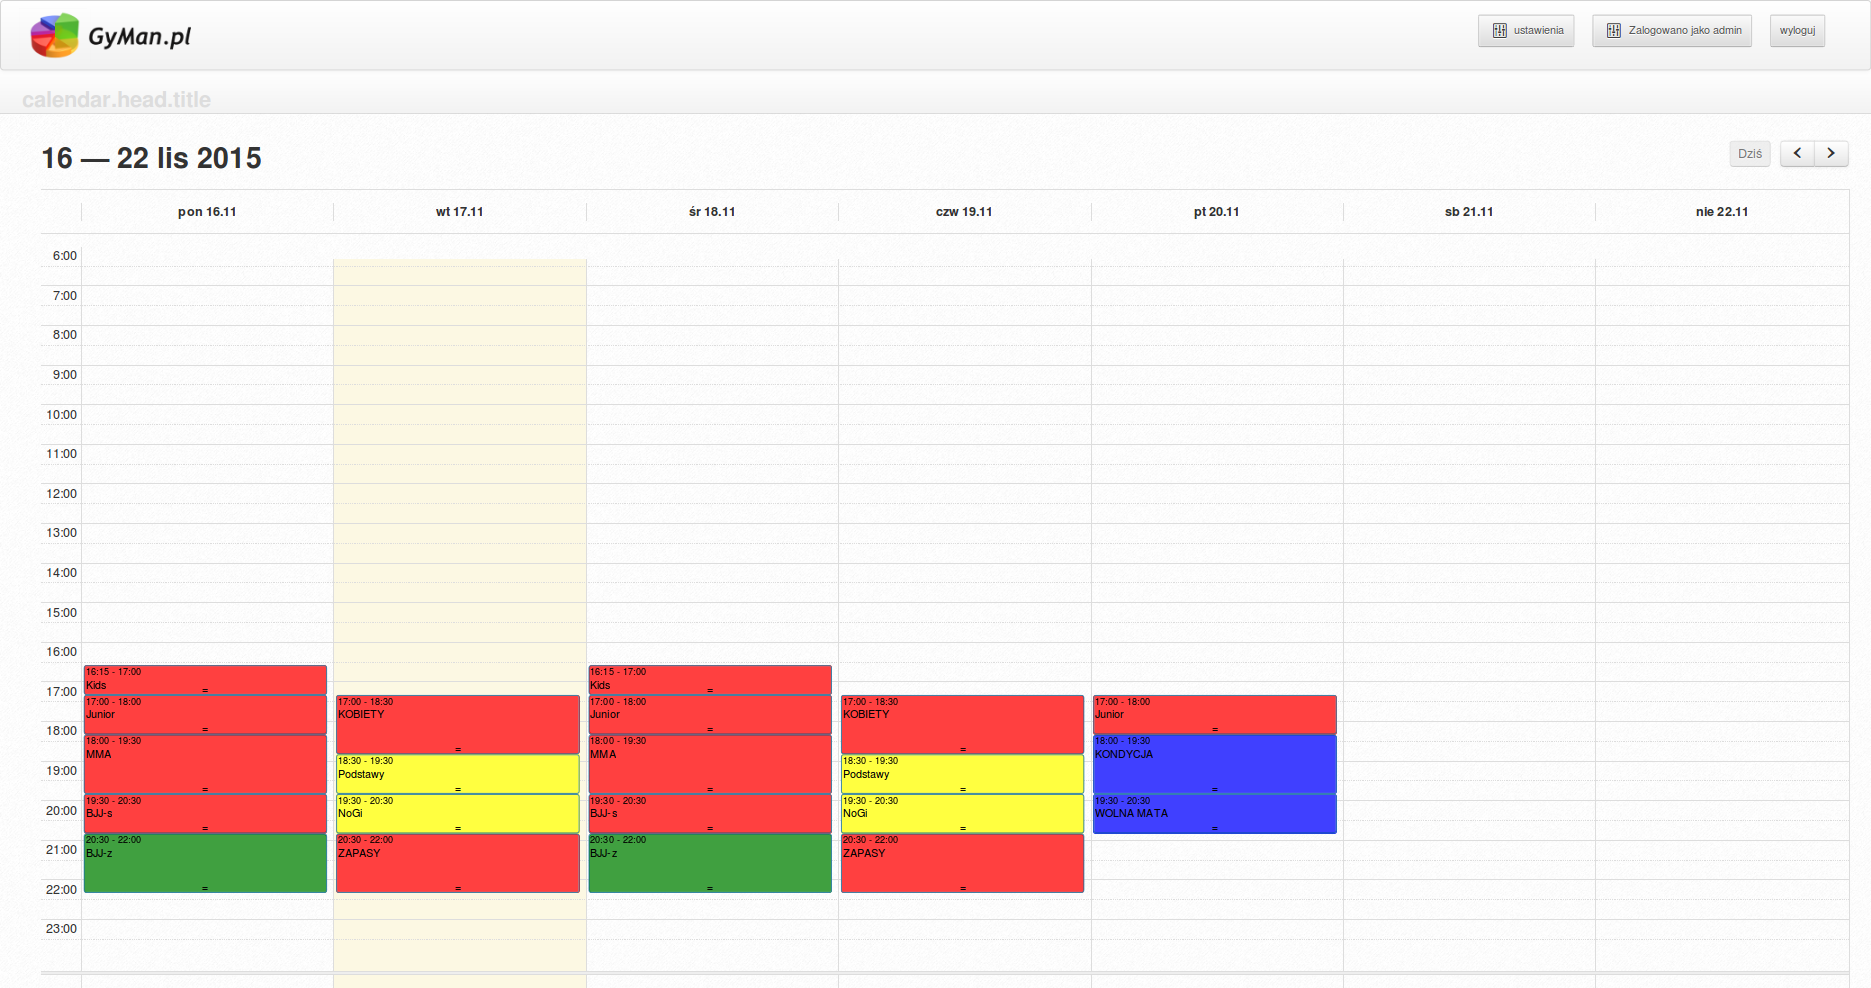 GyMan.pl
ustawienia
Zalogowano jako admin
wyloguj
calendar.head.title
16 — 22 lis 2015
Dziś
pon 16.11
wt 17.11
śr 18.11
czw 19.11
pt 20.11
sb 21.11
nie 22.11
6:00
7:00
8:00
9:00
10:00
11:00
12:00
13:00
14:00
15:00
16:00
17:00
18:00
19:00
20:00
21:00
22:00
23:00
16:15 - 17:00
Kids
=
17:00 - 18:00
Junior
=
18:00 - 19:30
MMA
=
19:30 - 20:30
BJJ-s
=
20:30 - 22:00
BJJ-z
=
17:00 - 18:30
KOBIETY
=
18:30 - 19:30
Podstawy
=
19:30 - 20:30
NoGi
=
20:30 - 22:00
ZAPASY
=
16:15 - 17:00
Kids
=
17:00 - 18:00
Junior
=
18:00 - 19:30
MMA
=
19:30 - 20:30
BJJ-s
=
20:30 - 22:00
BJJ-z
=
17:00 - 18:30
KOBIETY
=
18:30 - 19:30
Podstawy
=
19:30 - 20:30
NoGi
=
20:30 - 22:00
ZAPASY
=
17:00 - 18:00
Junior
=
18:00 - 19:30
KONDYCJA
=
19:30 - 20:30
WOLNA MATA
=